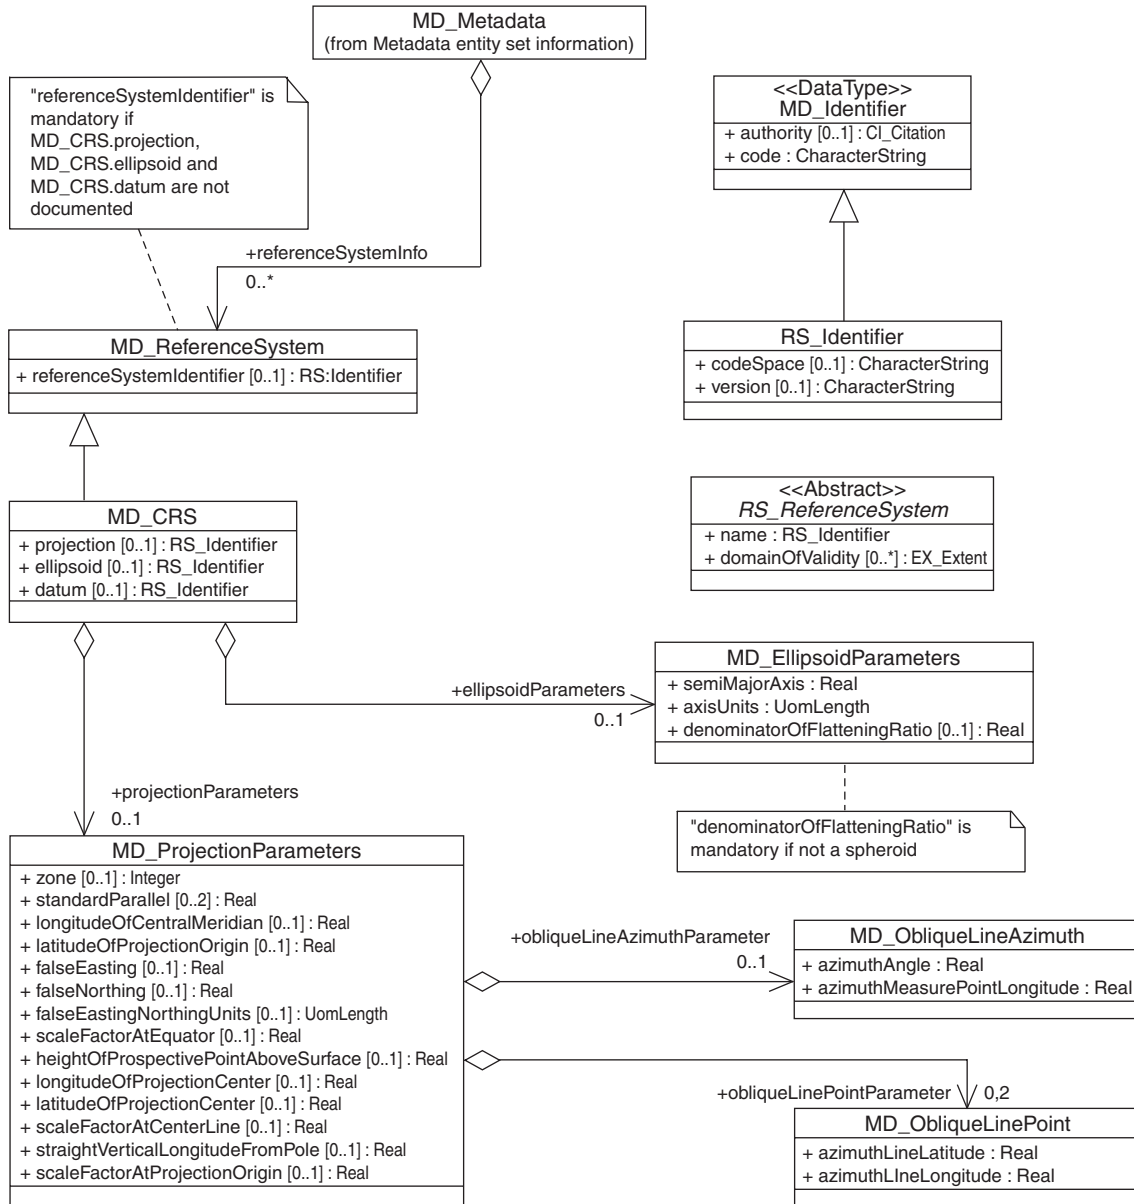 MD_Metadata
(from Metadata entity set information)
"referenceSystemIdentifier" is
mandatory if
MD_CRS.projection,
MD_CRS.ellipsoid and
MD_CRS.datum are not
documented
<<DataType>>
MD_Identifier
+ authority [0..1] : CI_Citation
+ code : CharacterString
+referenceSystemInfo
0..*
MD_ReferenceSystem
+ referenceSystemIdentifier [0..1] : RS:Identifier
RS_Identifier
+ codeSpace [0..1] : CharacterString
+ version [0..1] : CharacterString
MD_CRS
+ projection [0..1] : RS_Identifier
+ ellipsoid [0..1] : RS_Identifier
+ datum [0..1] : RS_Identifier
<<Abstract>>
RS_ReferenceSystem
+ name : RS_Identifier
+ domainOfValidity [0..*] : EX_Extent
+ellipsoidParameters
0..1
MD_EllipsoidParameters
+ semiMajorAxis : Real
+ axisUnits : UomLength
+ denominatorOfFlatteningRatio [0..1] : Real
"denominatorOfFlatteningRatio" is
mandatory if not a spheroid
+projectionParameters
0..1
MD_ProjectionParameters
+ zone [0..1] : Integer
+ standardParallel [0..2] : Real
+ longitudeOfCentralMeridian [0..1] : Real
+ latitudeOfProjectionOrigin [0..1] : Real
+ falseEasting [0..1] : Real
+ falseNorthing [0..1] : Real
+ falseEastingNorthingUnits [0..1] : UomLength
+ scaleFactorAtEquator [0..1] : Real
+ heightOfProspectivePointAboveSurface [0..1] : Real
+ longitudeOfProjectionCenter [0..1] : Real
+ latitudeOfProjectionCenter [0..1] : Real
+ scaleFactorAtCenterLine [0..1] : Real
+ straightVerticalLongitudeFromPole [0..1] : Real
+ scaleFactorAtProjectionOrigin [0..1] : Real
+obliqueLineAzimuthParameter
0..1
MD_ObliqueLineAzimuth
+ azimuthAngle : Real
+ azimuthMeasurePointLongitude : Real
+obliqueLinePointParameter
0,2
MD_ObliqueLinePoint
+ azimuthLineLatitude : Real
+ azimuthLIneLongitude : Real